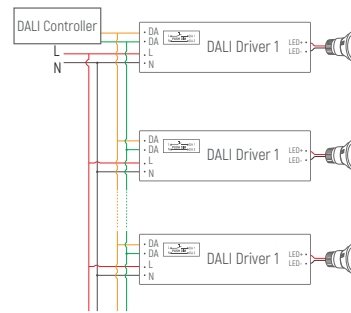 DALI Controller
L
N
DA
DA
L
N
DALI Driver 1
LED+
LED-
DA
DA
L
N
DALI Driver 1
LED+
LED-
DA
DA
L
N
DALI Driver 1
LED+
LED-